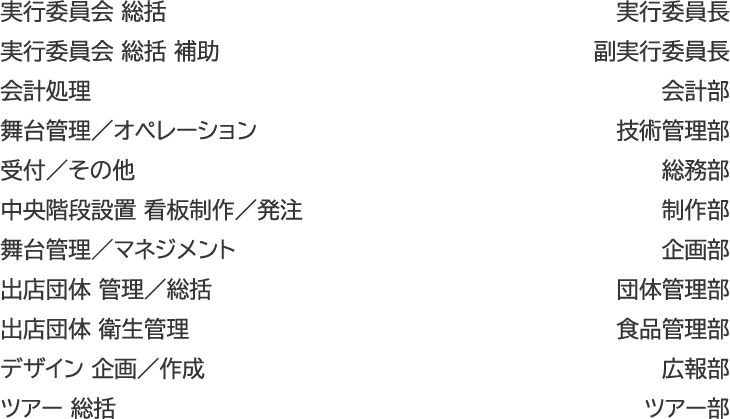 実行委員会 総括 実行委員長
実行委員会 総括 補助 副実行委員長
会計処理 会計部
舞台管理／オペレーション 技術管理部
受付／その他 総務部
中央階段設置 看板制作／発注 制作部
舞台管理／マネジメント 企画部
出店団体 管理／総括 団体管理部
出店団体 衛生管理 食品管理部
デザイン 企画／作成 広報部
ツアー 総括 ツアー部